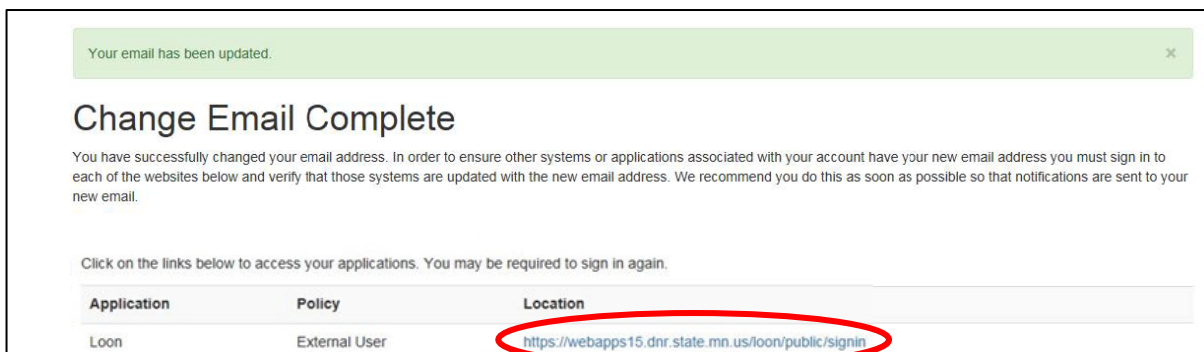 Your email has been updated. ×
Change Email Complete
You have successfully changed your email address. In order to ensure other systems or applications associated with your account have your new email address you must sign in to
each of the websites below and verify that those systems are updated with the new email address. We recommend you do this as soon as possible so that notifications are sent to your
new email.
Click on the links below to access your applications. You may be required to sign in again.
Application Policy Location
Loon External User https://webapps15.dnr.state.mn.us/loon/public/signin